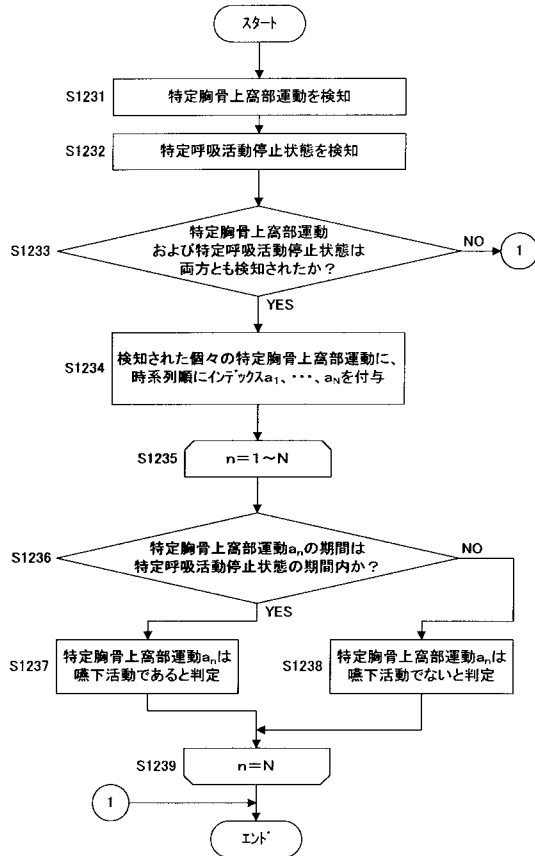 スタート
S1231
特定胸骨上窩部運動を検知
S1232
特定呼吸活動停止状態を検知
S1233
特定胸骨上窩部運動
および特定呼吸活動停止状態は
両方とも検知されたか？
NO
1
YES
S1234
検知された個々の特定胸骨上窩部運動に、
時系列順にインデックスa₁、・・・、aNを付与
S1235
n＝1～N
S1236
特定胸骨上窩部運動anの期間は
特定呼吸活動停止状態の期間内か？
NO
YES
S1237
特定胸骨上窩部運動anは
嚥下活動であると判定
S1238
特定胸骨上窩部運動anは
嚥下活動でないと判定
S1239
n＝N
1
エンド